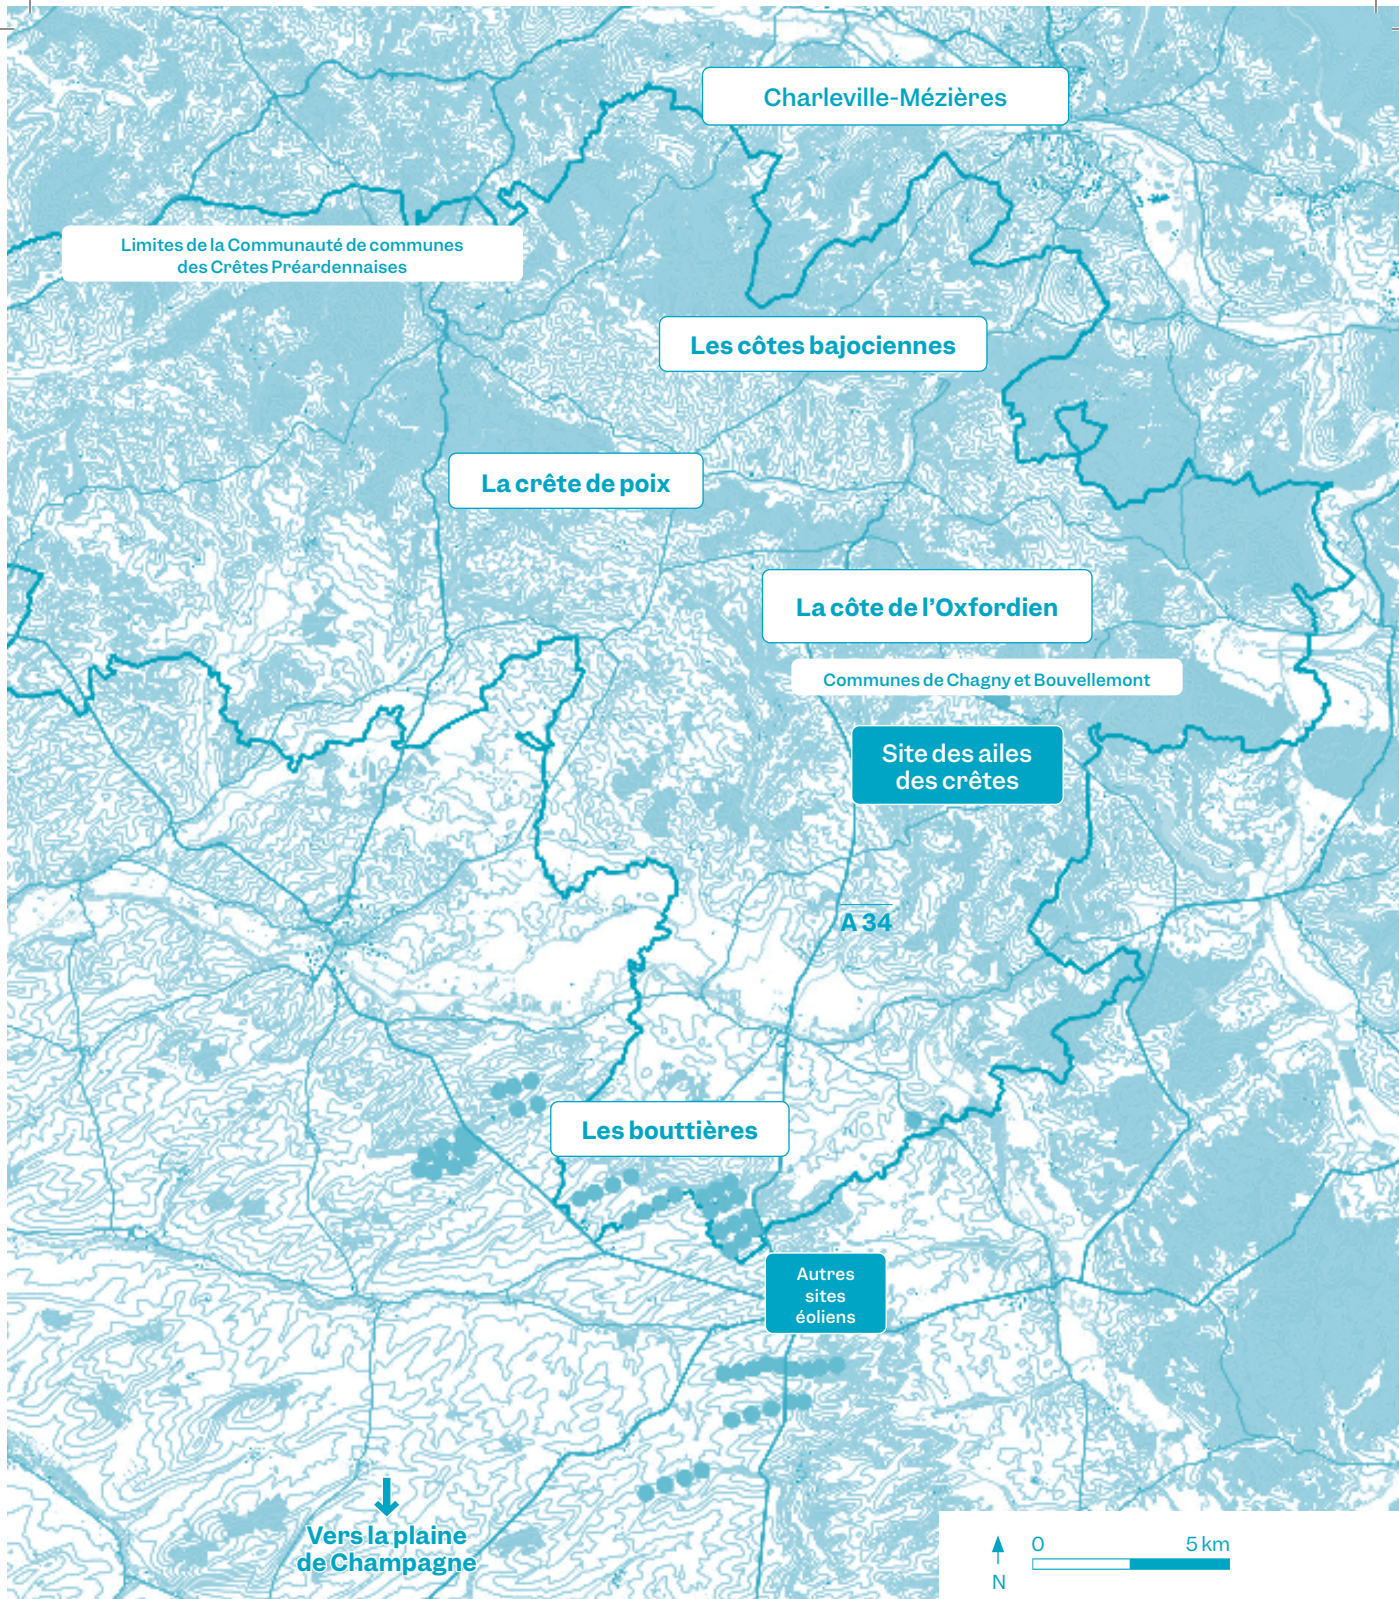 Charleville-Mézières
Limites de la Communauté de communes
des Crêtes Préardennaises
Les côtes bajociennes
La crête de poix
La côte de l’Oxfordien
Communes de Chagny et Bouvellemont
Site des ailes
des crêtes
A 34
Les bouttières
Autres
sites
éoliens
Vers la plaine
de Champagne
0 5 km
N